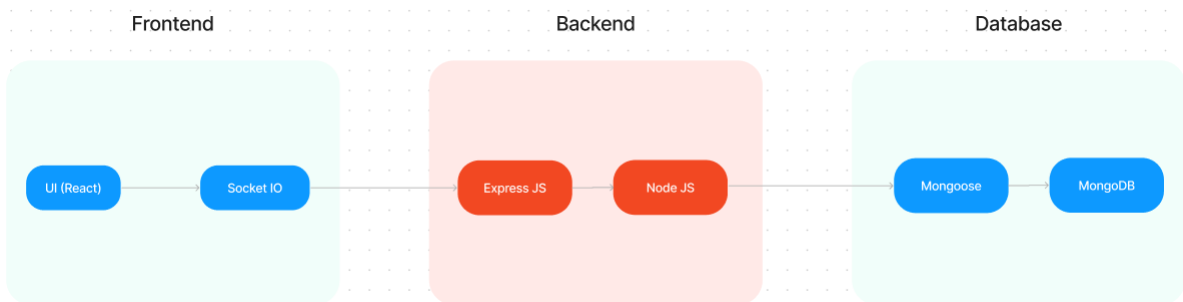 Frontend
Backend
Database
UI (React)
Socket IO
Express JS
Node JS
Mongoose
MongoDB